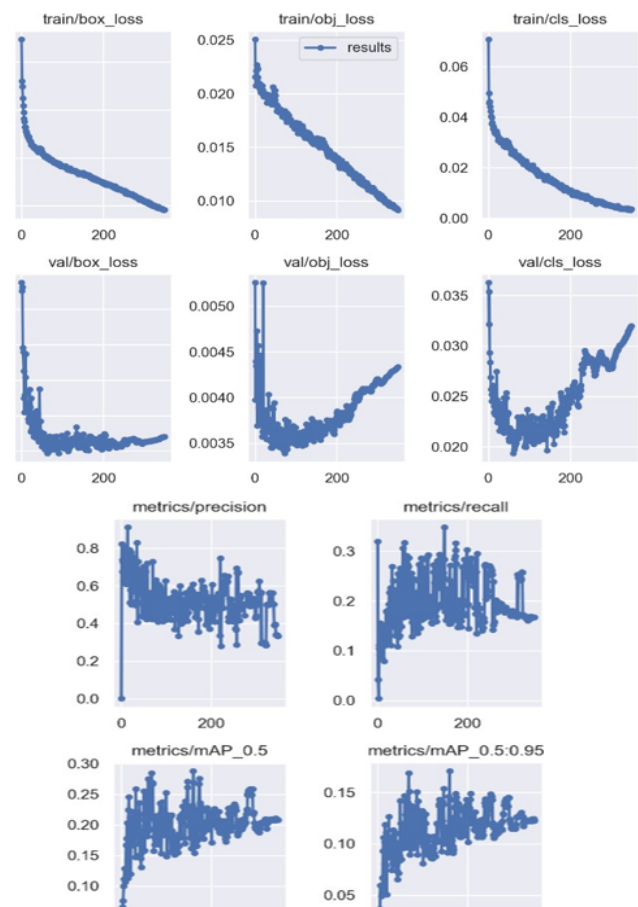 train/box_loss train/obj_loss train/cls_loss
0.025 results 0.06
0.020 0.04
0.015 0.02
0.010 0.00
0 200 0 200 0 200
val/box_loss val/obj_loss val/cls_loss
0.0050 0.035
0.0045 0.030
0.0040 0.025
0.0035 0.020
0 200 0 200 0 200
metrics/precision metrics/recall
0.8 0.3
0.6 0.2
0.4 0.1
0.2 0.0
0.0
0 200 0 200
metrics/mAP_0.5 metrics/mAP_0.5:0.95
0.30 0.15
0.25 0.10
0.20 0.05
0.15
0.10